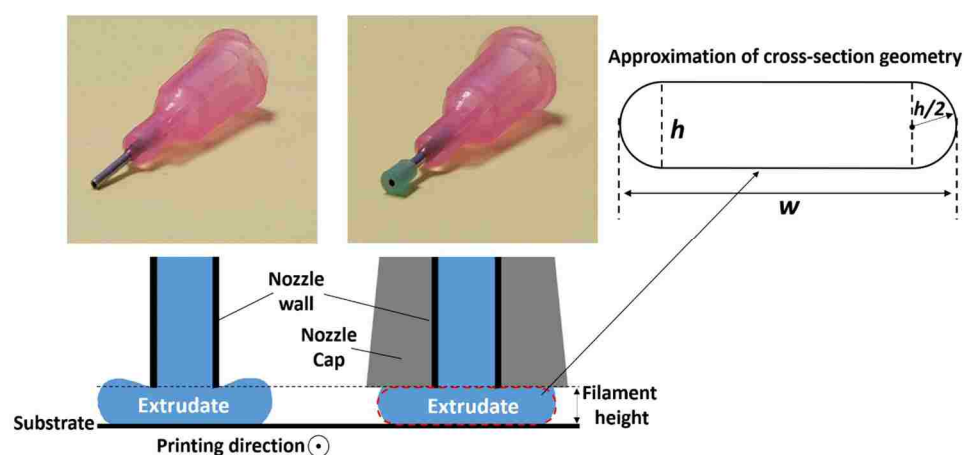 Approximation of cross-section geometry
h/2
h
w
Nozzle
wall
Nozzle
Cap
Extrudate
Extrudate
Filament
height
Substrate
Printing direction